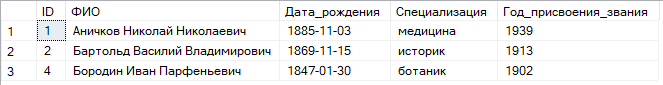 ID ФИО Дата_рождения Специализация Год_присвоения_звания
1 1 Аничков Николай Николаевич 1885-11-03 медицина 1939
2 2 Бартольд Василий Владимирович 1869-11-15 историк 1913
3 4 Бородин Иван Парфеньевич 1847-01-30 ботаник 1902